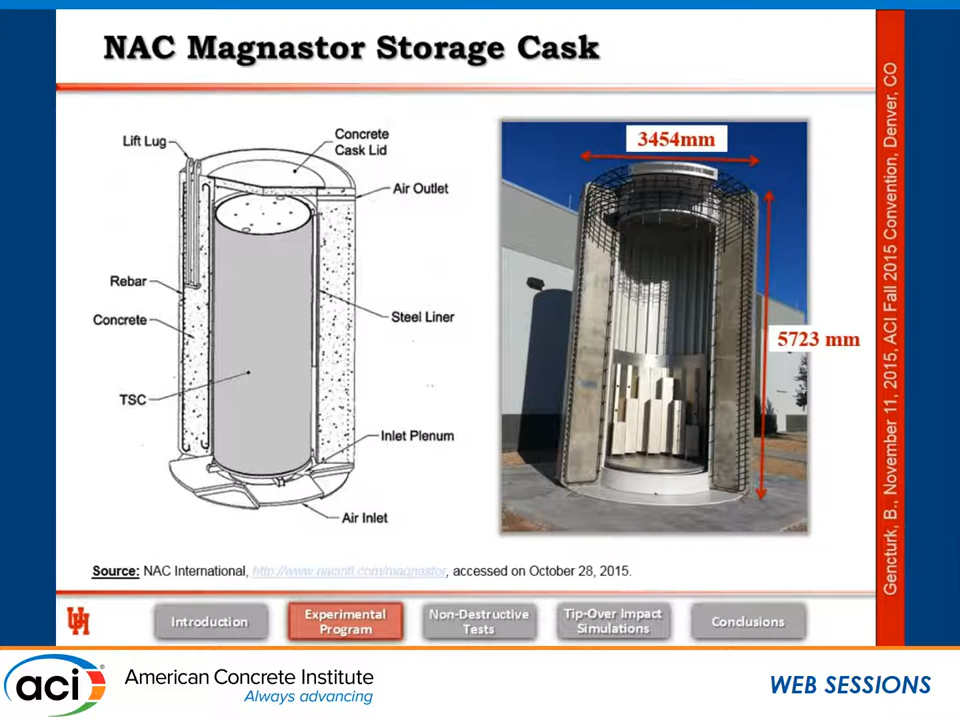 NAC Magnastor Storage Cask
Lift Lug
Concrete
Cask Lid
Air Outlet
Rebar
Concrete
Steel Liner
TSC
Inlet Plenum
Air Inlet
3454mm
5723 mm
Source: NAC International, http://www.nacintl.com/magnastor, accessed on October 28, 2015.
Gencturk, B., November 11, 2015, ACI Fall 2015 Convention, Denver, CO
UH
Introduction
Experimental
Program
Non-Destructive
Tests
Tip-Over Impact
Simulations
Conclusions
aci
American Concrete Institute
Always advancing
WEB SESSIONS